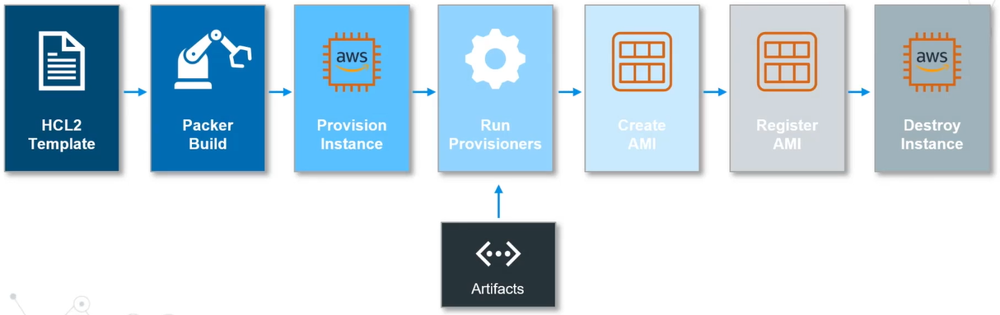 HCL2
Template
Packer
Build
aws
Provision
Instance
Run
Provisioners
Create
AMI
Register
AMI
aws
Destroy
Instance
Artifacts